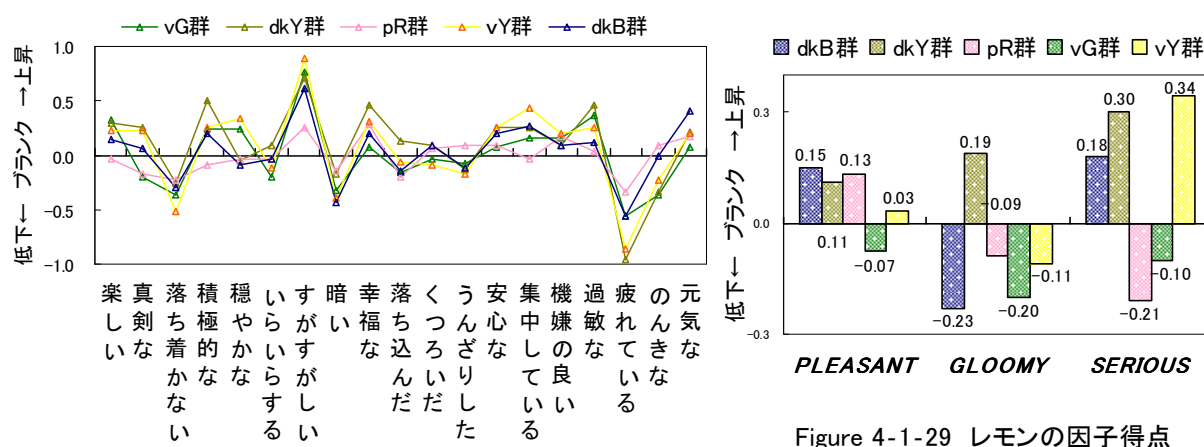 vG群 dkY群 pR群 vY群 dkB群
低下← ブランク →上昇
1.0
0.5
0.0
−0.5
−1.0
楽しい
真剣な
落ち着かない
積極的な
穏やかな
いらいらする
すがすがしい
暗い
幸福な
落ち込んだ
くつろいだ
うんざりした
安心な
集中している
機嫌の良い
過敏な
疲れている
のんきな
元気な
dkB群 dkY群 pR群 vG群 vY群
低下← ブランク →上昇
0.3
0.0
−0.3
0.15
0.11
0.13
−0.07
0.03
−0.23
0.19
−0.09
−0.20
−0.11
0.18
0.30
−0.21
−0.10
0.34
PLEASANT GLOOMY SERIOUS
Figure 4-1-29 レモンの因子得点